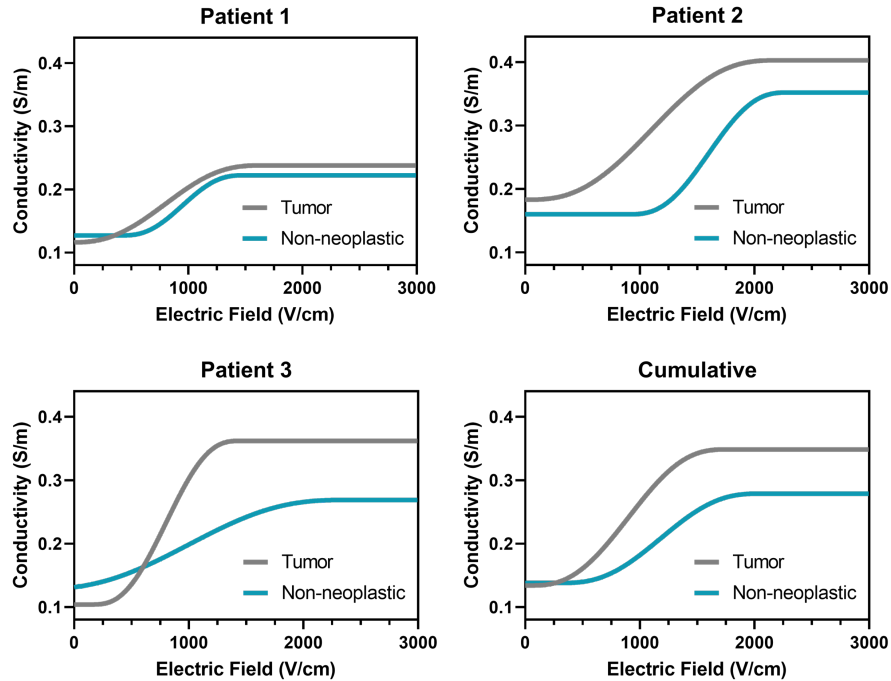 Patient 1
Conductivity (S/m)
0.4
0.3
0.2
0.1
Tumor
Non-neoplastic
0 1000 2000 3000
Electric Field (V/cm)
Patient 2
Conductivity (S/m)
0.4
0.3
0.2
0.1
Tumor
Non-neoplastic
0 1000 2000 3000
Electric Field (V/cm)
Patient 3
Conductivity (S/m)
0.4
0.3
0.2
0.1
Tumor
Non-neoplastic
0 1000 2000 3000
Electric Field (V/cm)
Cumulative
Conductivity (S/m)
0.4
0.3
0.2
0.1
Tumor
Non-neoplastic
0 1000 2000 3000
Electric Field (V/cm)